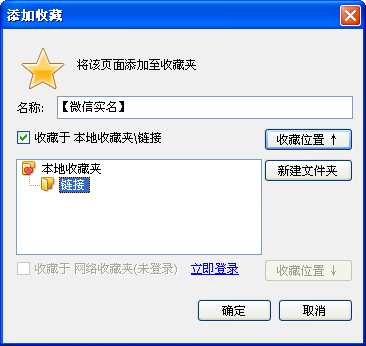 添加收藏
将该页面添加至收藏夹
名称: 【微信实名】
收藏于 本地收藏夹\链接
收藏位置 ↑
本地收藏夹
新建文件夹
链接
收藏于 网络收藏夹(未登录) 立即登录
收藏位置 ↓
确定 取消